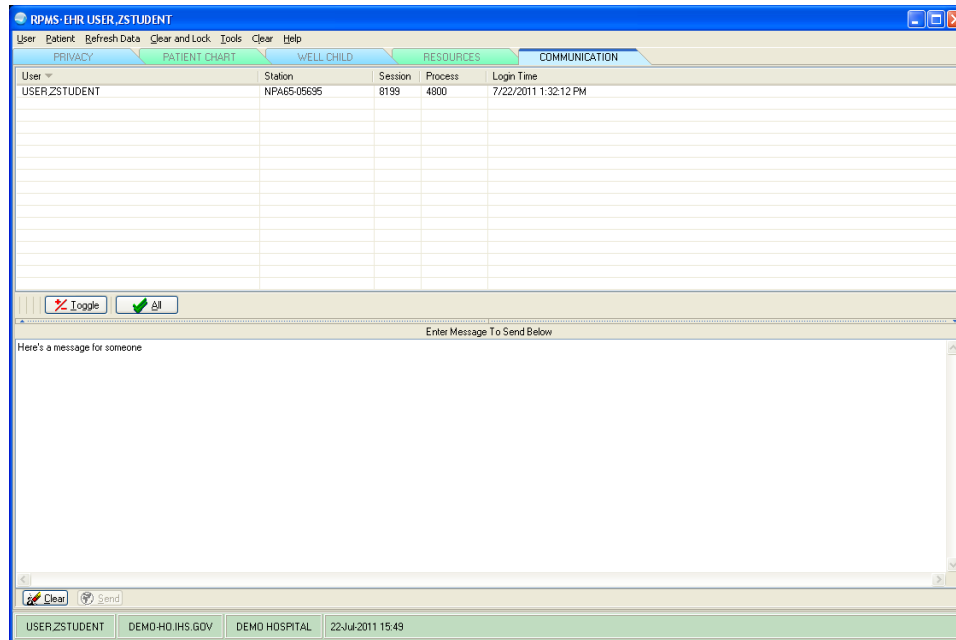 RPMS-EHR USER,ZSTUDENT
User Patient Refresh Data Clear and Lock Tools Clear Help
PRIVACY PATIENT CHART WELL CHILD RESOURCES COMMUNICATION
User Station Session Process Login Time
USER,ZSTUDENT NPA65-05695 8199 4800 7/22/2011 1:32:12 PM
Toggle All
Enter Message To Send Below
Here's a message for someone
Clear Send
USER,ZSTUDENT DEMO-HO.IHS.GOV DEMO HOSPITAL 22-Jul-2011 15:49